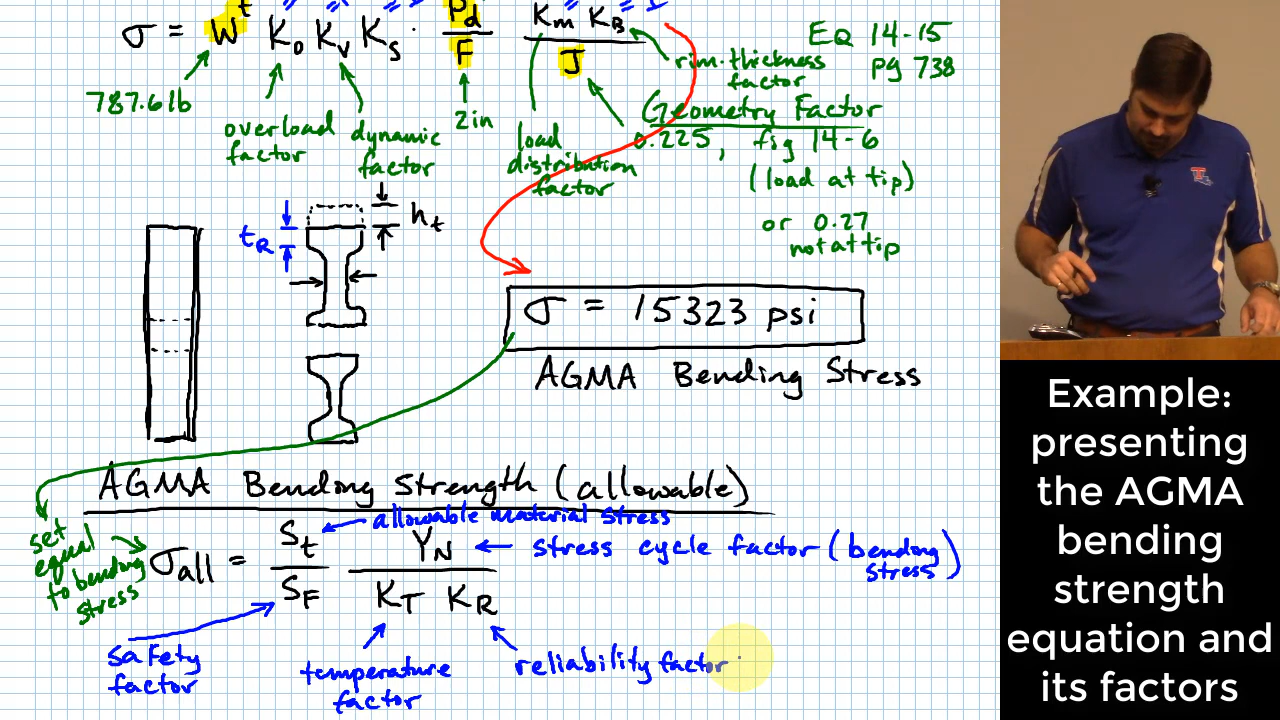 σ = W^t K_o K_v K_s · P_d / F K_m K_B / J
EQ 14-15
pg 738
787.6 lb
overload factor
dynamic factor
2in
load distribution factor
rim-thickness factor
Geometry Factor
0.225, fig 14-6
(load at tip)
or 0.27
not at tip
t_R
h_t
σ = 15323 psi
AGMA Bending Stress
AGMA Bending Strength (allowable)
set equal to bending stress
σ_all = S_t / S_F Y_N / K_T K_R
allowable material stress
stress cycle factor (bending stress)
safety factor
temperature factor
reliability factor
Example:
presenting
the AGMA
bending
strength
equation and
its factors